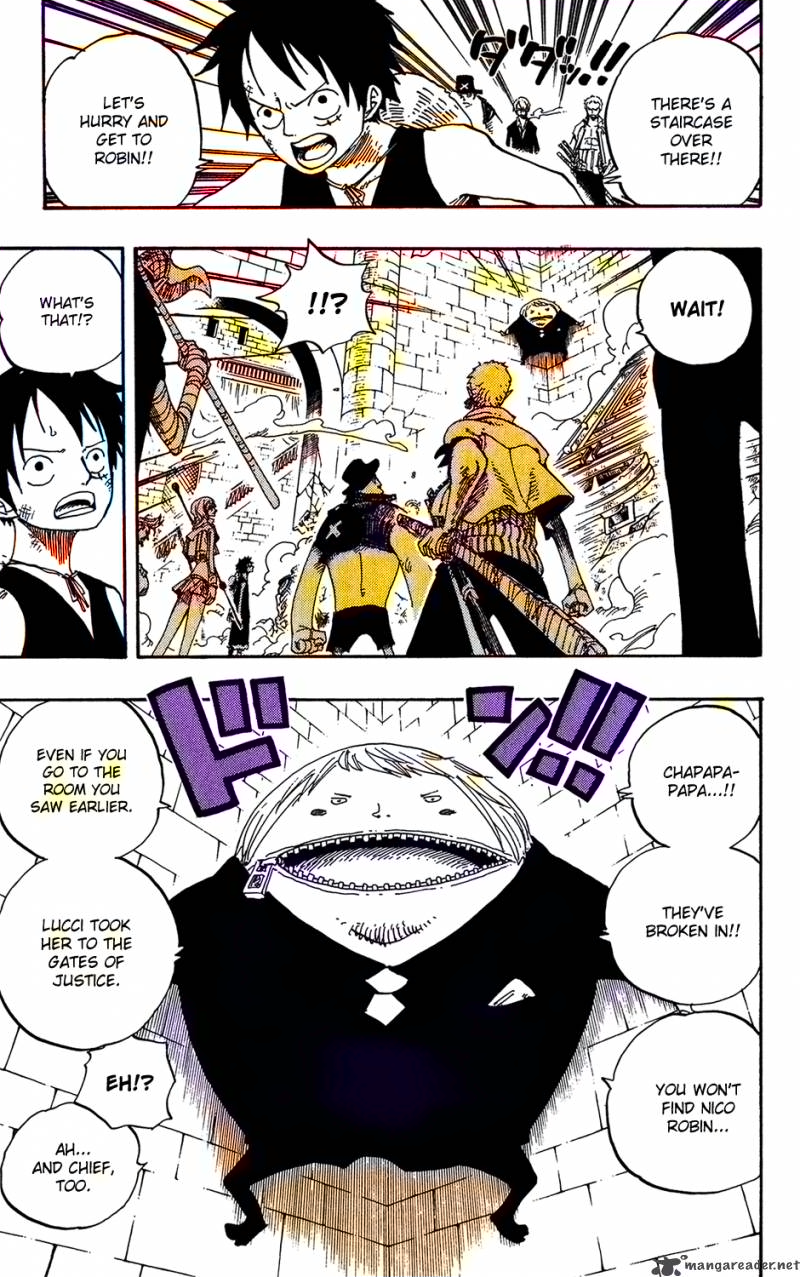 THERE'S A
STAIRCASE
OVER
THERE!!
ダダッ!!
LET'S
HURRY AND
GET TO
ROBIN!!
WAIT!
!!?
WHAT'S
THAT!?
CHAPAPA-
PAPA...!!
ドン!!
THEY'VE
BROKEN IN!!
YOU WON'T
FIND NICO
ROBIN...
EVEN IF YOU
GO TO THE
ROOM YOU
SAW EARLIER.
LUCCI TOOK
HER TO THE
GATES OF
JUSTICE.
EH!?
AH...
AND CHIEF,
TOO.
mangareader.net